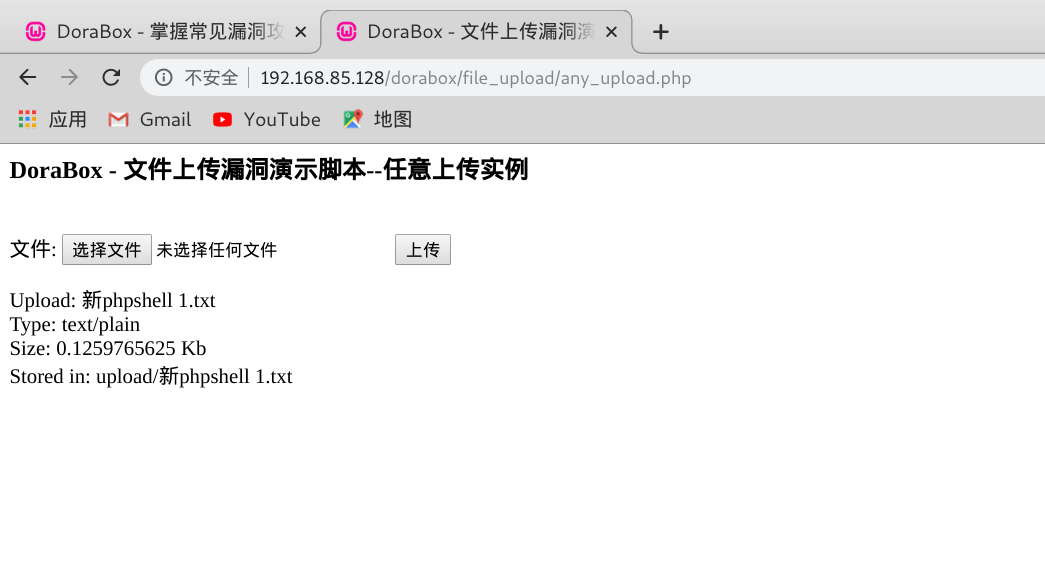 DoraBox - 掌握常见漏洞攻
DoraBox - 文件上传漏洞演
不安全 192.168.85.128/dorabox/file_upload/any_upload.php
应用 Gmail YouTube 地图
DoraBox - 文件上传漏洞演示脚本--任意上传实例
文件: 选择文件 未选择任何文件 上传
Upload: 新phpshell 1.txt
Type: text/plain
Size: 0.1259765625 Kb
Stored in: upload/新phpshell 1.txt